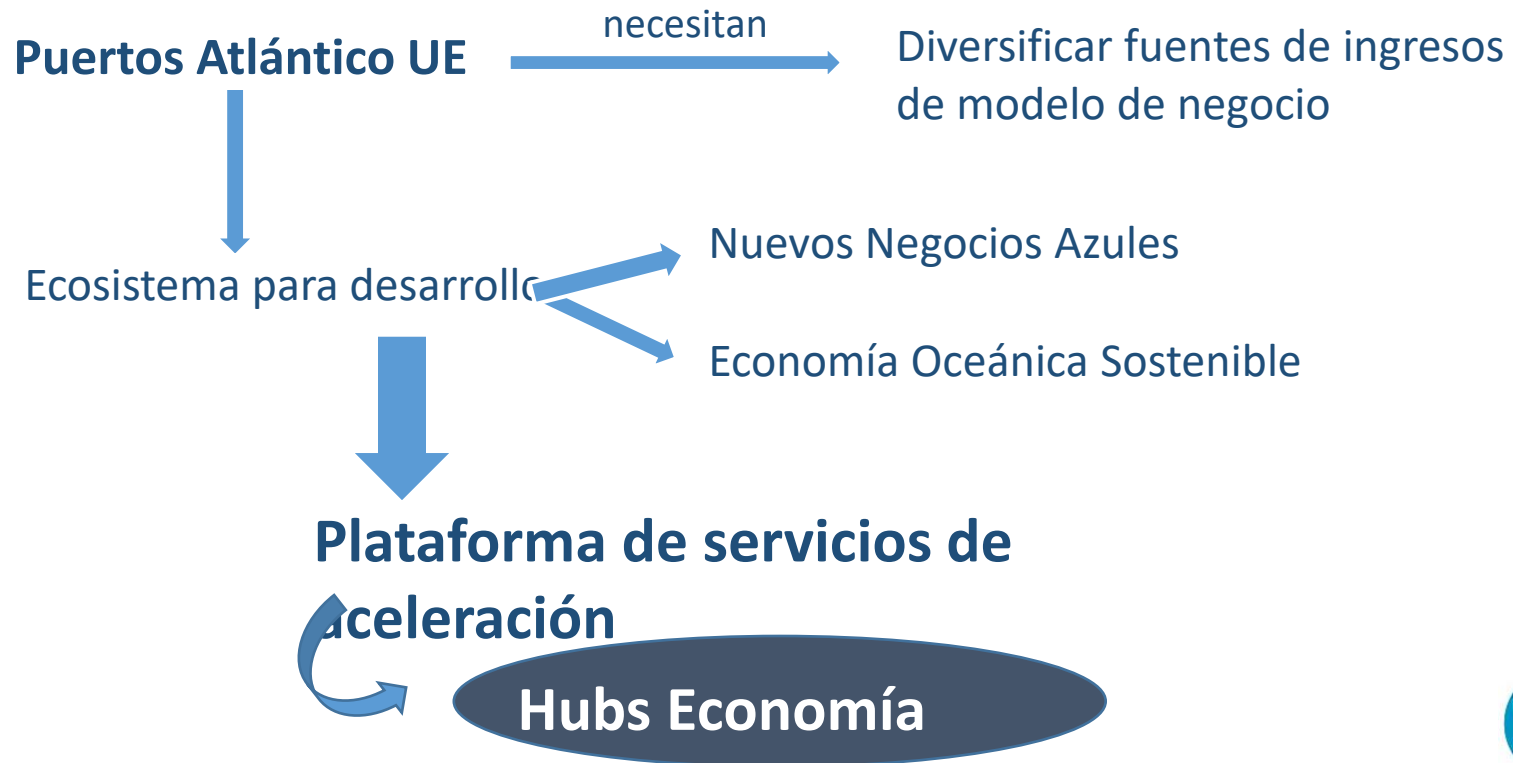 necesitan
Puertos Atlántico UE
Diversificar fuentes de ingresos
de modelo de negocio
Nuevos Negocios Azules
Ecosistema para desarrollo
Economía Oceánica Sostenible
Plataforma de servicios de
aceleración
Hubs Economía